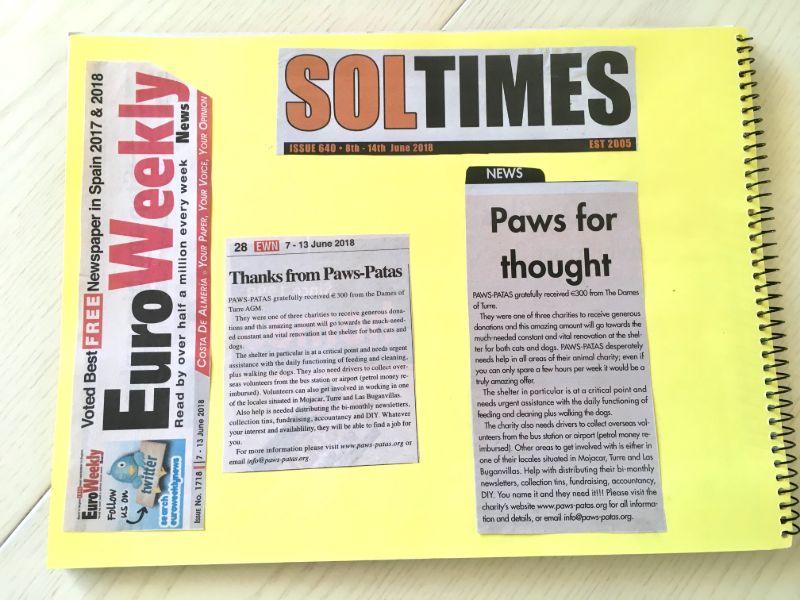 Voted Best FREE Newspaper in Spain 2017 & 2018
EuroWeekly
News
Read by over half a million every week
COSTA DE ALMERÍA • YOUR PAPER, YOUR VOICE, YOUR OPINION
EuroWeekly
FOLLOW
US ON
twitter
search
euroweeklynews
ISSUE NO. 1718 | 7 - 13 JUNE 2018
SOLTIMES
ISSUE 640 • 8th - 14th June 2018
EST 2005
28 EWN 7 - 13 June 2018
Thanks from Paws-Patas
PAWS-PATAS gratefully received €300 from the Dames of
Turre AGM.
They were one of three charities to receive generous dona-
tions and this amazing amount will go towards the much-need-
ed constant and vital renovation at the shelter for both cats and
dogs.
The shelter in particular is at a critical point and needs urgent
assistance with the daily functioning of feeding and cleaning,
plus walking the dogs. They also need drivers to collect over-
seas volunteers from the bus station or airport (petrol money re-
imbursed). Volunteers can also get involved in working in one
of the locales situated in Mojacar, Turre and Las Buganvillas.
Also help is needed distributing the bi-monthly newsletters,
collection tins, fundraising, accountancy and DIY. Whatever
your interest and availability, they will be able to find a job for
you.
For more information please visit www.paws-patas.org or
email info@paws-patas.org
NEWS
Paws for
thought
PAWS-PATAS gratefully received €300 from The Dames
of Turre.
They were one of three charities to receive generous
donations and this amazing amount will go towards the
much-needed constant and vital renovation at the shel-
ter for both cats and dogs. PAWS-PATAS desperately
needs help in all areas of their animal charity; even if
you can only spare a few hours per week it would be a
truly amazing offer.
The shelter in particular is at a critical point and
needs urgent assistance with the daily functioning of
feeding and cleaning plus walking the dogs.
The charity also needs drivers to collect overseas vol-
unteers from the bus station or airport (petrol money re-
imbursed). Other areas to get involved with is either in
one of their locales situated in Mojacar, Turre and Las
Buganvillas. Help with distributing their bi-monthly
newsletters, collection tins, fundraising, accountancy,
DIY. You name it and they need it!!! Please visit the
charity's website www.paws-patas.org for all infor-
mation and details, or email info@paws-patas.org.